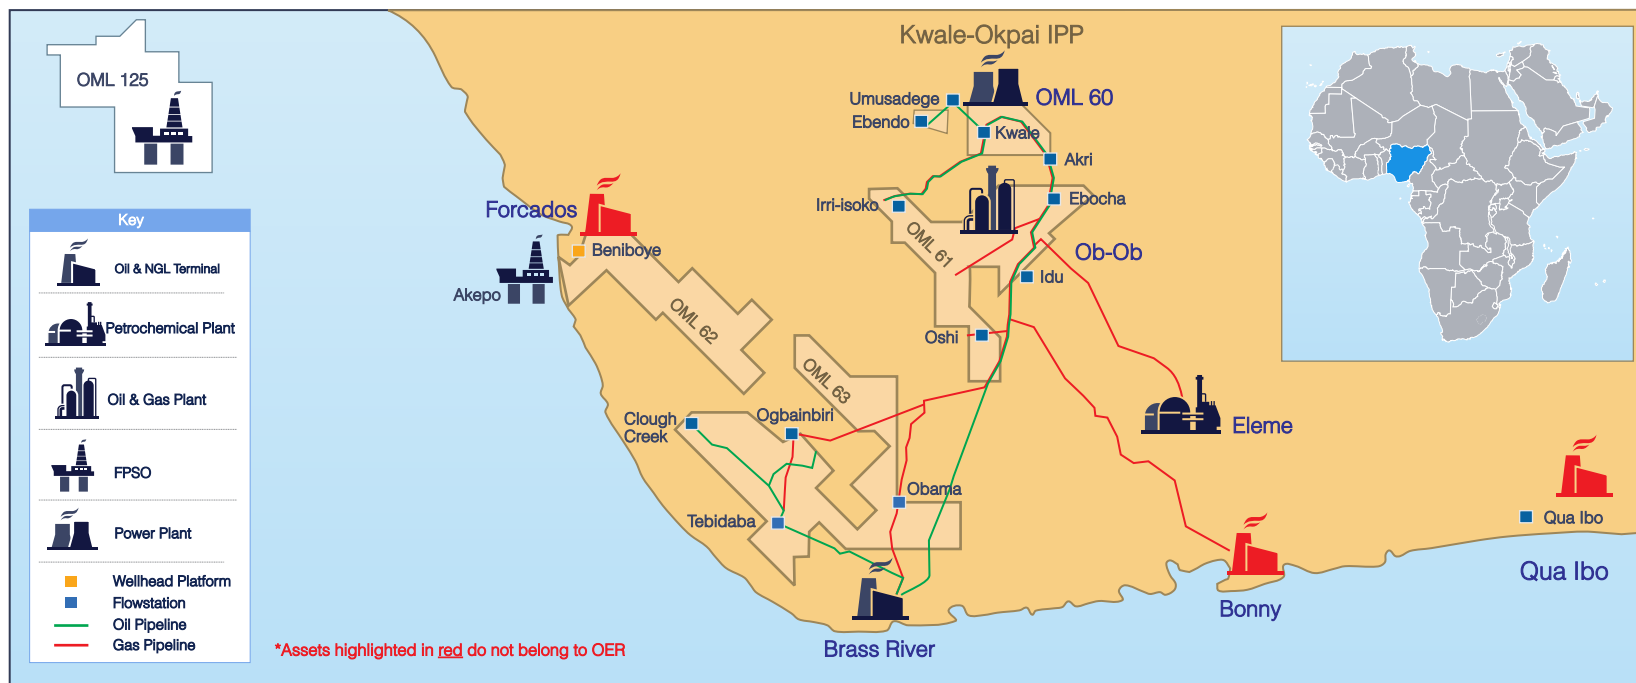 Kwale-Okpai IPP
OML 125
Umusadege
OML 60
Ebendo
Kwale
Akri
Irri-isoko
Ebocha
Key
Forcados
OML 61
Beniboye
Ob-Ob
Oil & NGL Terminal
Idu
Akepo
OML 62
Petrochemical Plant
Oshi
OML 63
Oil & Gas Plant
Clough
Creek
Ogbainbiri
Eleme
FPSO
Obama
Tebidaba
Qua Ibo
Power Plant
Qua Ibo
Wellhead Platform
Flowstation
Bonny
Oil Pipeline
Gas Pipeline
*Assets highlighted in red do not belong to OER
Brass River